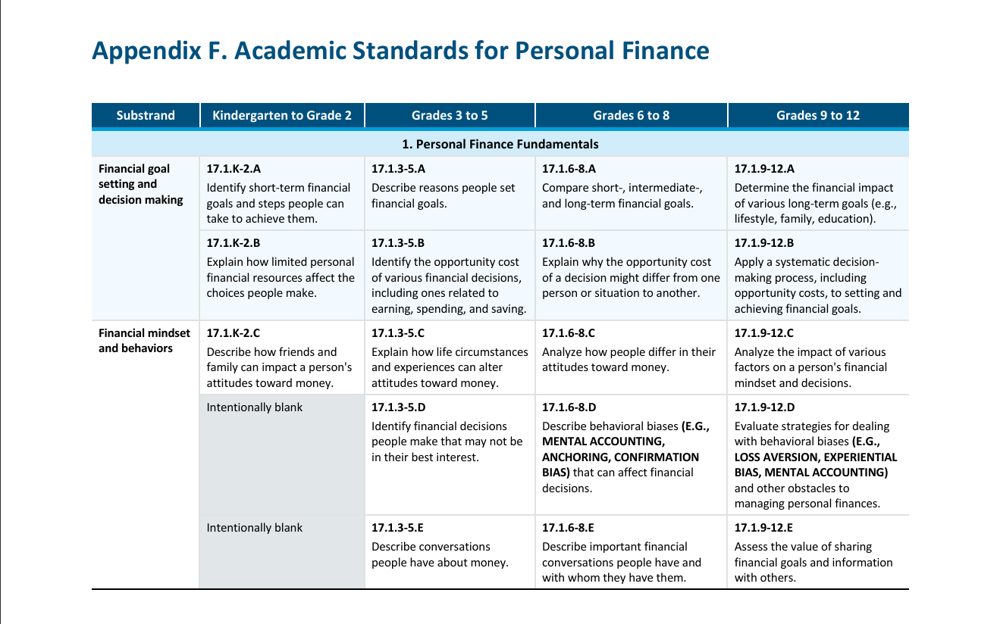 Appendix F. Academic Standards for Personal Finance
Substrand
Kindergarten to Grade 2
Grades 3 to 5
Grades 6 to 8
Grades 9 to 12
1. Personal Finance Fundamentals
Financial goal
setting and
decision making
17.1.K-2.A
Identify short-term financial
goals and steps people can
take to achieve them.
17.1.3-5.A
Describe reasons people set
financial goals.
17.1.6-8.A
Compare short-, intermediate-,
and long-term financial goals.
17.1.9-12.A
Determine the financial impact
of various long-term goals (e.g.,
lifestyle, family, education).
17.1.K-2.B
Explain how limited personal
financial resources affect the
choices people make.
17.1.3-5.B
Identify the opportunity cost
of various financial decisions,
including ones related to
earning, spending, and saving.
17.1.6-8.B
Explain why the opportunity cost
of a decision might differ from one
person or situation to another.
17.1.9-12.B
Apply a systematic decision-
making process, including
opportunity costs, to setting and
achieving financial goals.
Financial mindset
and behaviors
17.1.K-2.C
Describe how friends and
family can impact a person's
attitudes toward money.
17.1.3-5.C
Explain how life circumstances
and experiences can alter
attitudes toward money.
17.1.6-8.C
Analyze how people differ in their
attitudes toward money.
17.1.9-12.C
Analyze the impact of various
factors on a person's financial
mindset and decisions.
Intentionally blank
17.1.3-5.D
Identify financial decisions
people make that may not be
in their best interest.
17.1.6-8.D
Describe behavioral biases (E.G.,
MENTAL ACCOUNTING,
ANCHORING, CONFIRMATION
BIAS) that can affect financial
decisions.
17.1.9-12.D
Evaluate strategies for dealing
with behavioral biases (E.G.,
LOSS AVERSION, EXPERIENTIAL
BIAS, MENTAL ACCOUNTING)
and other obstacles to
managing personal finances.
Intentionally blank
17.1.3-5.E
Describe conversations
people have about money.
17.1.6-8.E
Describe important financial
conversations people have and
with whom they have them.
17.1.9-12.E
Assess the value of sharing
financial goals and information
with others.